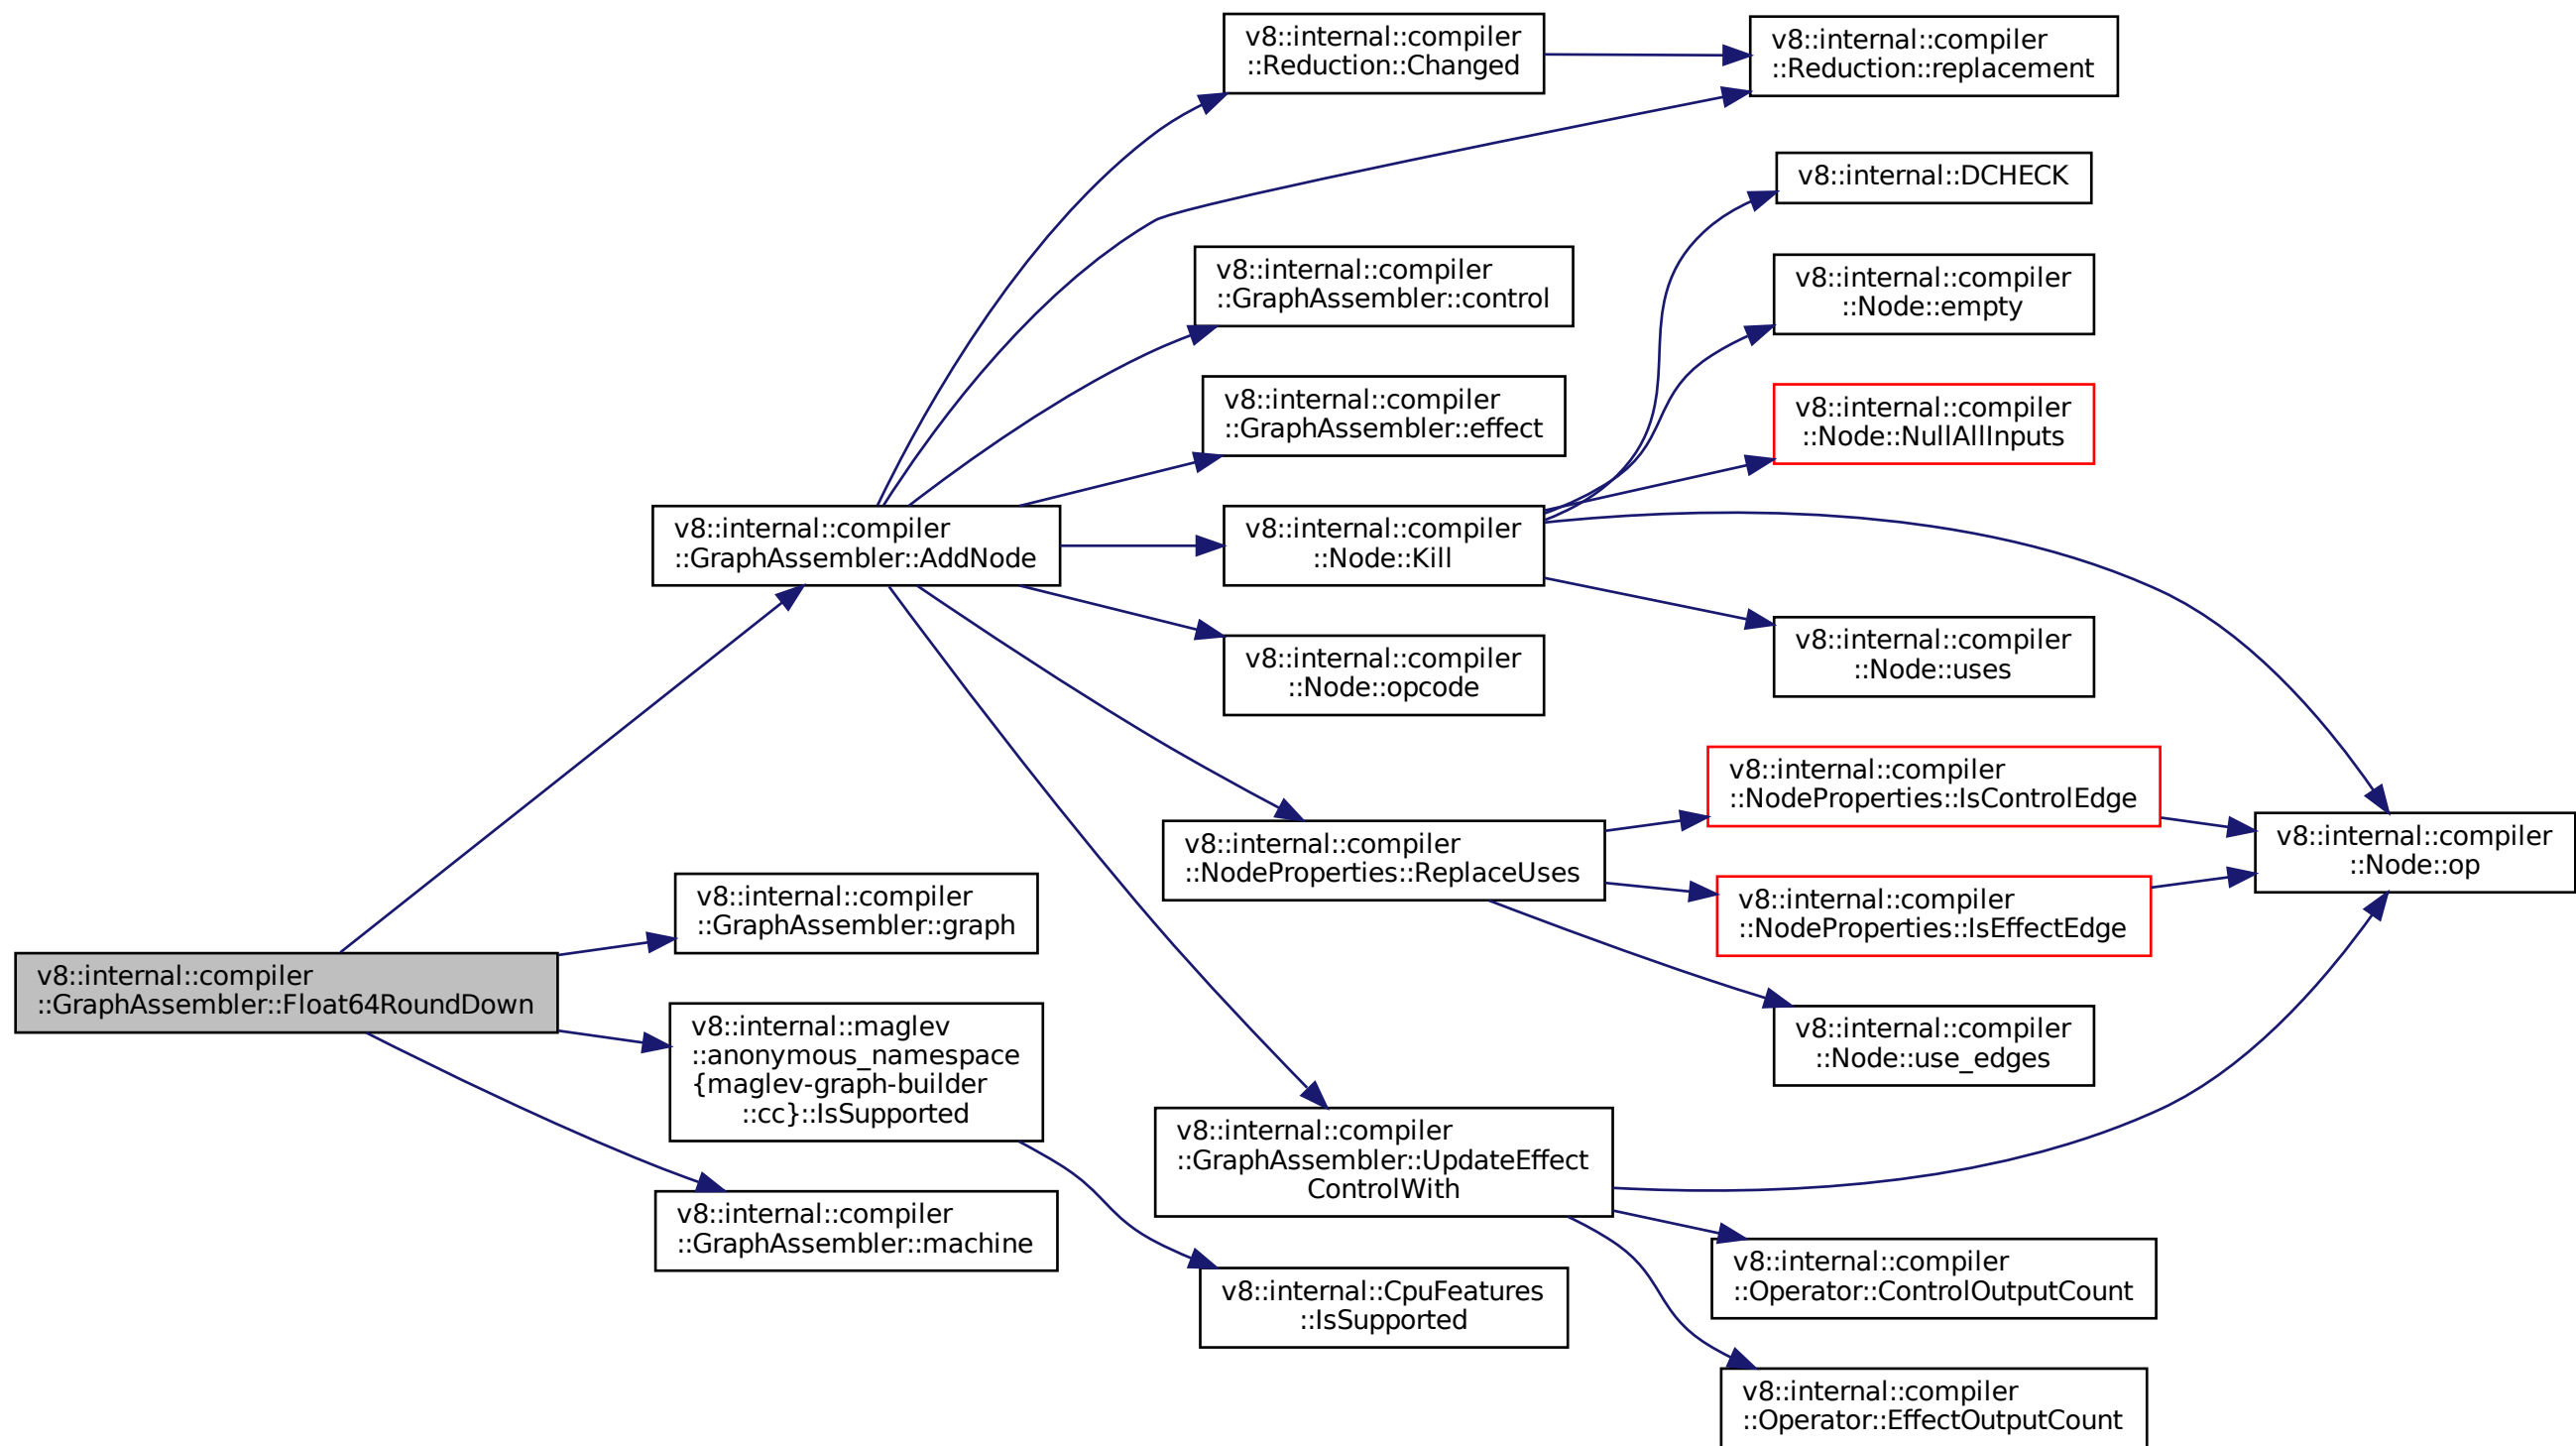 v8::internal::compiler
::GraphAssembler::Float64RoundDown
v8::internal::compiler
::GraphAssembler::AddNode
v8::internal::compiler
::GraphAssembler::graph
v8::internal::maglev
::anonymous_namespace
{maglev-graph-builder
::cc}::IsSupported
v8::internal::compiler
::GraphAssembler::machine
v8::internal::compiler
::Reduction::Changed
v8::internal::compiler
::GraphAssembler::control
v8::internal::compiler
::GraphAssembler::effect
v8::internal::compiler
::Node::Kill
v8::internal::compiler
::Node::opcode
v8::internal::compiler
::NodeProperties::ReplaceUses
v8::internal::compiler
::GraphAssembler::UpdateEffect
ControlWith
v8::internal::CpuFeatures
::IsSupported
v8::internal::compiler
::Reduction::replacement
v8::internal::DCHECK
v8::internal::compiler
::Node::empty
v8::internal::compiler
::Node::NullAllInputs
v8::internal::compiler
::Node::uses
v8::internal::compiler
::NodeProperties::IsControlEdge
v8::internal::compiler
::NodeProperties::IsEffectEdge
v8::internal::compiler
::Node::use_edges
v8::internal::compiler
::Operator::ControlOutputCount
v8::internal::compiler
::Operator::EffectOutputCount
v8::internal::compiler
::Node::op